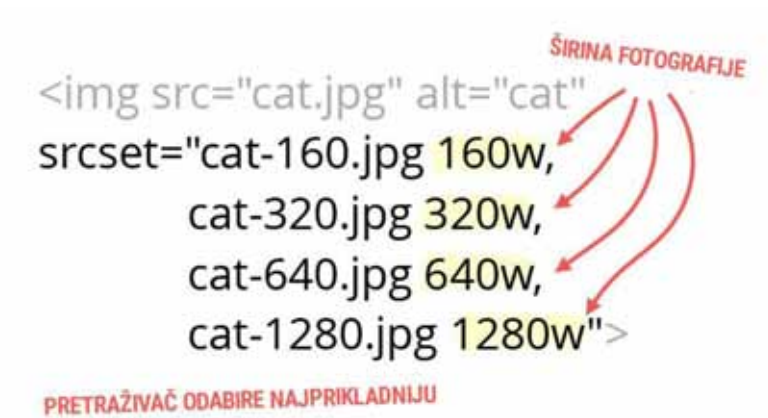 ŠIRINA FOTOGRAFIJE
<img src="cat.jpg" alt="cat"
srcset="cat-160.jpg 160w,
cat-320.jpg 320w,
cat-640.jpg 640w,
cat-1280.jpg 1280w">
PRETRAŽIVAČ ODABIRE NAJPRIKLADNIJU